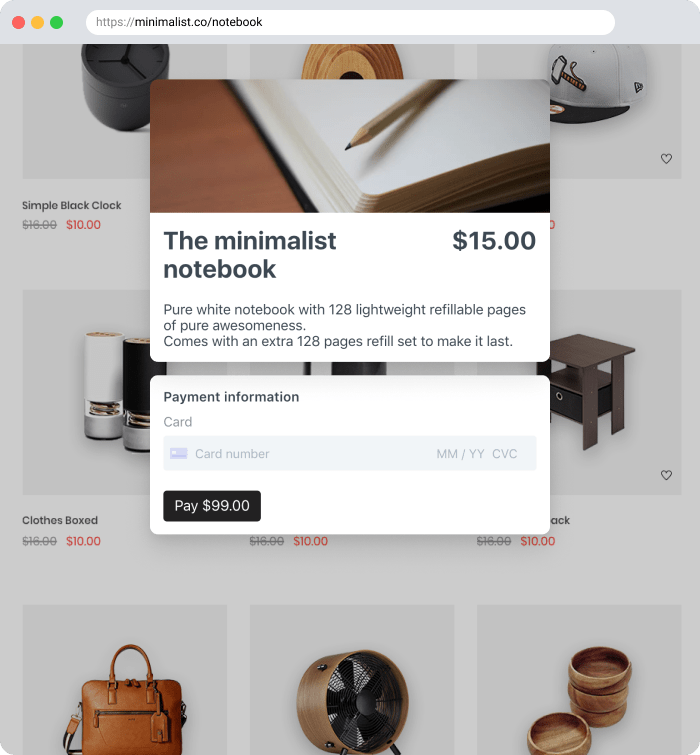 https://minimalist.co/notebook
Simple Black Clock
$16.00 $10.00
The minimalist $15.00
notebook
Pure white notebook with 128 lightweight refillable pages
of pure awesomeness.
Comes with an extra 128 pages refill set to make it last.
Payment information
Card
Card number MM / YY CVC
Pay $99.00
Clothes Boxed
$16.00 $10.00 $16.00 $10.00 $16.00 $10.00